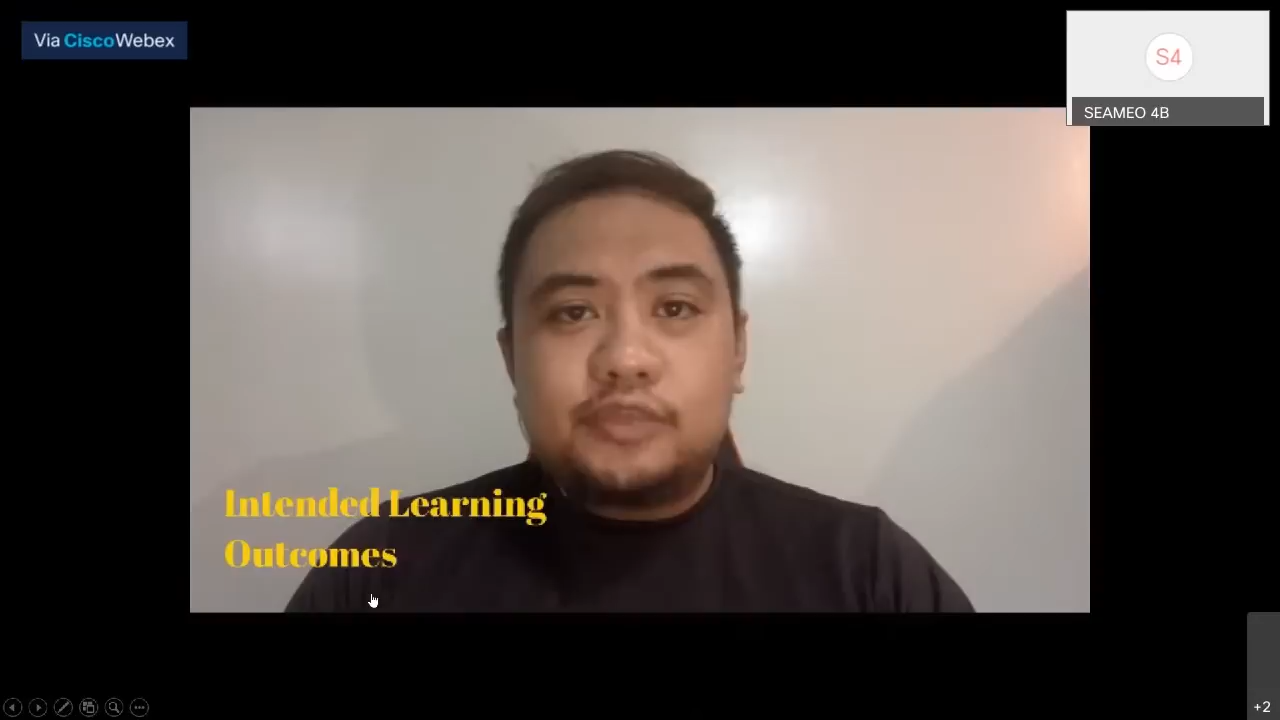 Via CiscoWebex
S4
SEAMEO 4B
Intended Learning
Outcomes
+2